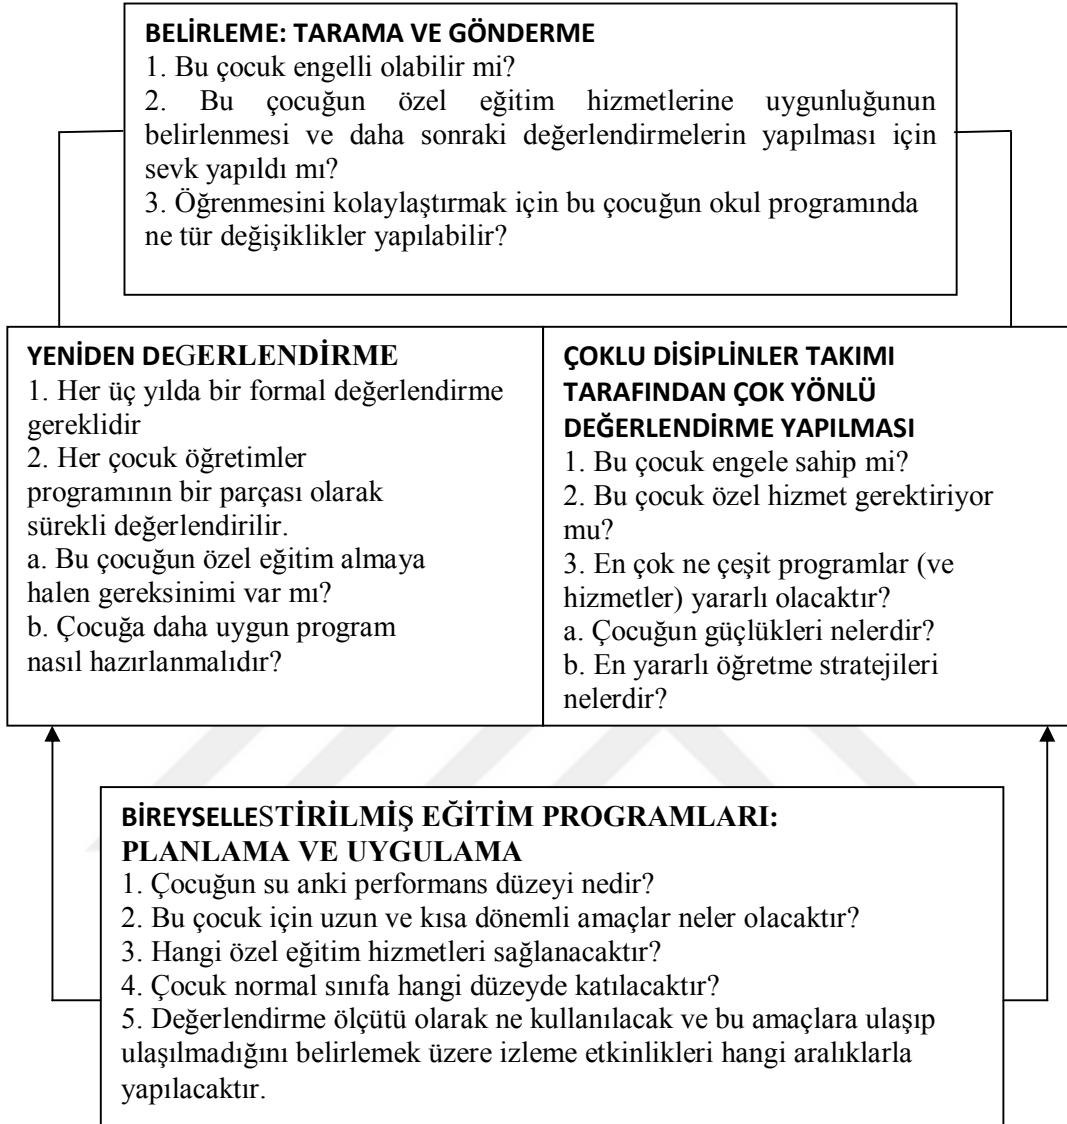 BELİRLEME: TARAMA VE GÖNDERME
1. Bu çocuk engelli olabilir mi?
2. Bu çocuğun özel eğitim hizmetlerine uygunluğunun
belirlenmesi ve daha sonraki değerlendirmelerin yapılması için
sevk yapıldı mı?
3. Öğrenmesini kolaylaştırmak için bu çocuğun okul programında
ne tür değişiklikler yapılabilir?
YENİDEN DEGERLENDİRME
1. Her üç yılda bir formal değerlendirme
gereklidir
2. Her çocuk öğretimler
programının bir parçası olarak
sürekli değerlendirilir.
a. Bu çocuğun özel eğitim almaya
halen gereksinimi var mı?
b. Çocuğa daha uygun program
nasıl hazırlanmalıdır?
ÇOKLU DİSİPLİNLER TAKIMI
TARAFINDAN ÇOK YÖNLÜ
DEĞERLENDİRME YAPILMASI
1. Bu çocuk engele sahip mi?
2. Bu çocuk özel hizmet gerektiriyor
mu?
3. En çok ne çeşit programlar (ve
hizmetler) yararlı olacaktır?
a. Çocuğun güçlükleri nelerdir?
b. En yararlı öğretme stratejileri
nelerdir?
BİREYSELLESTİRİLMİŞ EĞİTİM PROGRAMLARI:
PLANLAMA VE UYGULAMA
1. Çocuğun su anki performans düzeyi nedir?
2. Bu çocuk için uzun ve kısa dönemli amaçlar neler olacaktır?
3. Hangi özel eğitim hizmetleri sağlanacaktır?
4. Çocuk normal sınıfa hangi düzeyde katılacaktır?
5. Değerlendirme ölçütü olarak ne kullanılacak ve bu amaçlara ulaşıp
ulaşılmadığını belirlemek üzere izleme etkinlikleri hangi aralıklarla
yapılacaktır.